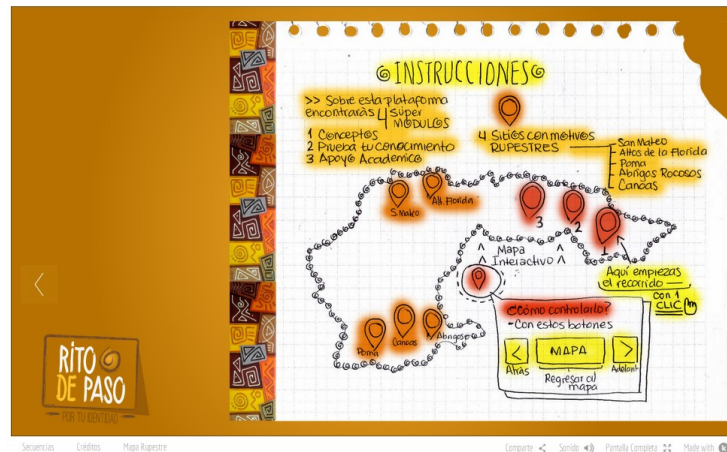 INSTRUCCIONES
>> Sobre esta plataforma
encontrarás 4 Súper
MÓDULOS
1 Conceptos
2 Prueba tu conocimiento
3 Apoyo Academico
4 Sitios con motivos
RUPESTRES
San Mateo
Altos de la Florida
Poma
Abrigos Rocosos
Canoas
S. Mateo
Alt. Florida
3
2
1
Mapa
Interactivo
Aquí empiezas
el recorrido
con 1
CLIC
¿Cómo controlarlo?
-Con estos botones
< MAPA >
Atrás
Adelant
Regresar al
mapa
Poma
Canoas
Abrigos
RiTO
DE PASO
POR TU IDENTIDAD
Secuencias Créditos Mapa Rupestre
Comparte Sonido Pantalla Completa Made with